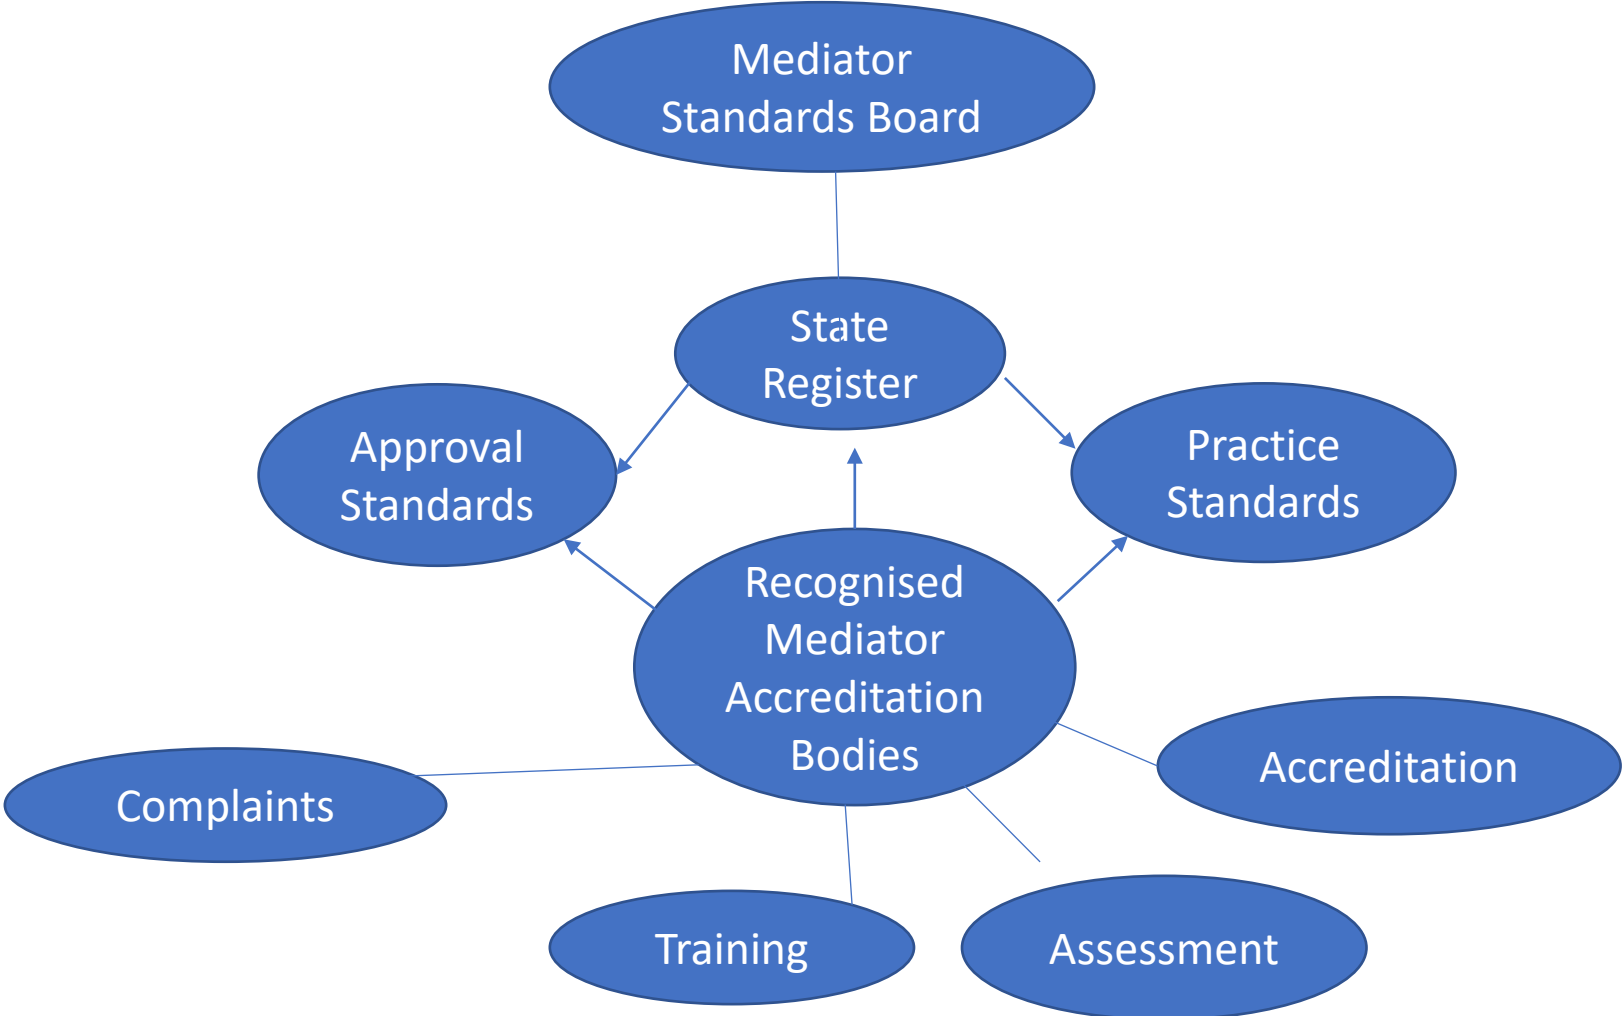 Mediator
Standards Board
State
Register
Approval
Standards
Practice
Standards
Recognised
Mediator
Accreditation
Bodies
Complaints
Accreditation
Training
Assessment